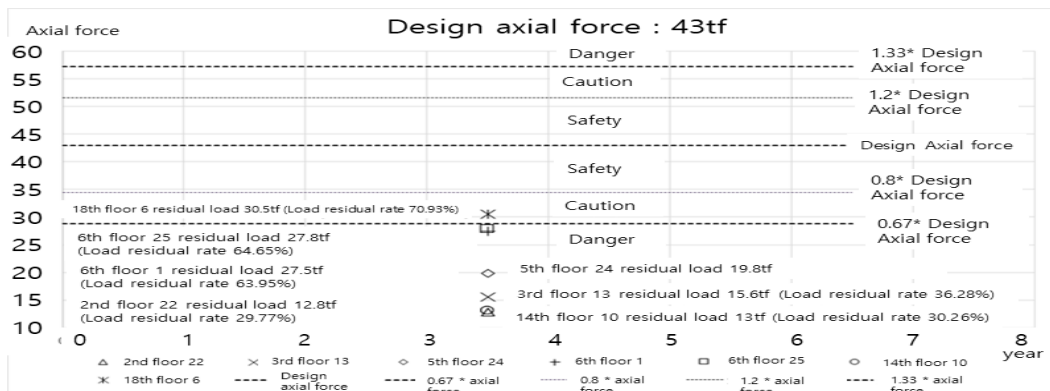 Design axial force : 43tf
Axial force
60
55
50
45
40
35
30
25
20
15
10
Danger
Caution
Safety
Safety
Caution
Danger
1.33* Design
Axial force
1.2* Design
Axial force
Design Axial force
0.8* Design
Axial force
0.67* Design
Axial force
18th floor 6 residual load 30.5tf (Load residual rate 70.93%)
6th floor 25 residual load 27.8tf
(Load residual rate 64.65%)
6th floor 1 residual load 27.5tf
(Load residual rate 63.95%)
2nd floor 22 residual load 12.8tf
(Load residual rate 29.77%)
5th floor 24 residual load 19.8tf
3rd floor 13 residual load 15.6tf (Load residual rate 36.28%)
14th floor 10 residual load 13tf (Load residual rate 30.26%)
0 1 2 3 4 5 6 7 8
year
2nd floor 22 3rd floor 13 5th floor 24 6th floor 1 6th floor 25 14th floor 10
18th floor 6 Design axial force 0.67 * axial force 0.8 * axial force 1.2 * axial force 1.33 * axial force